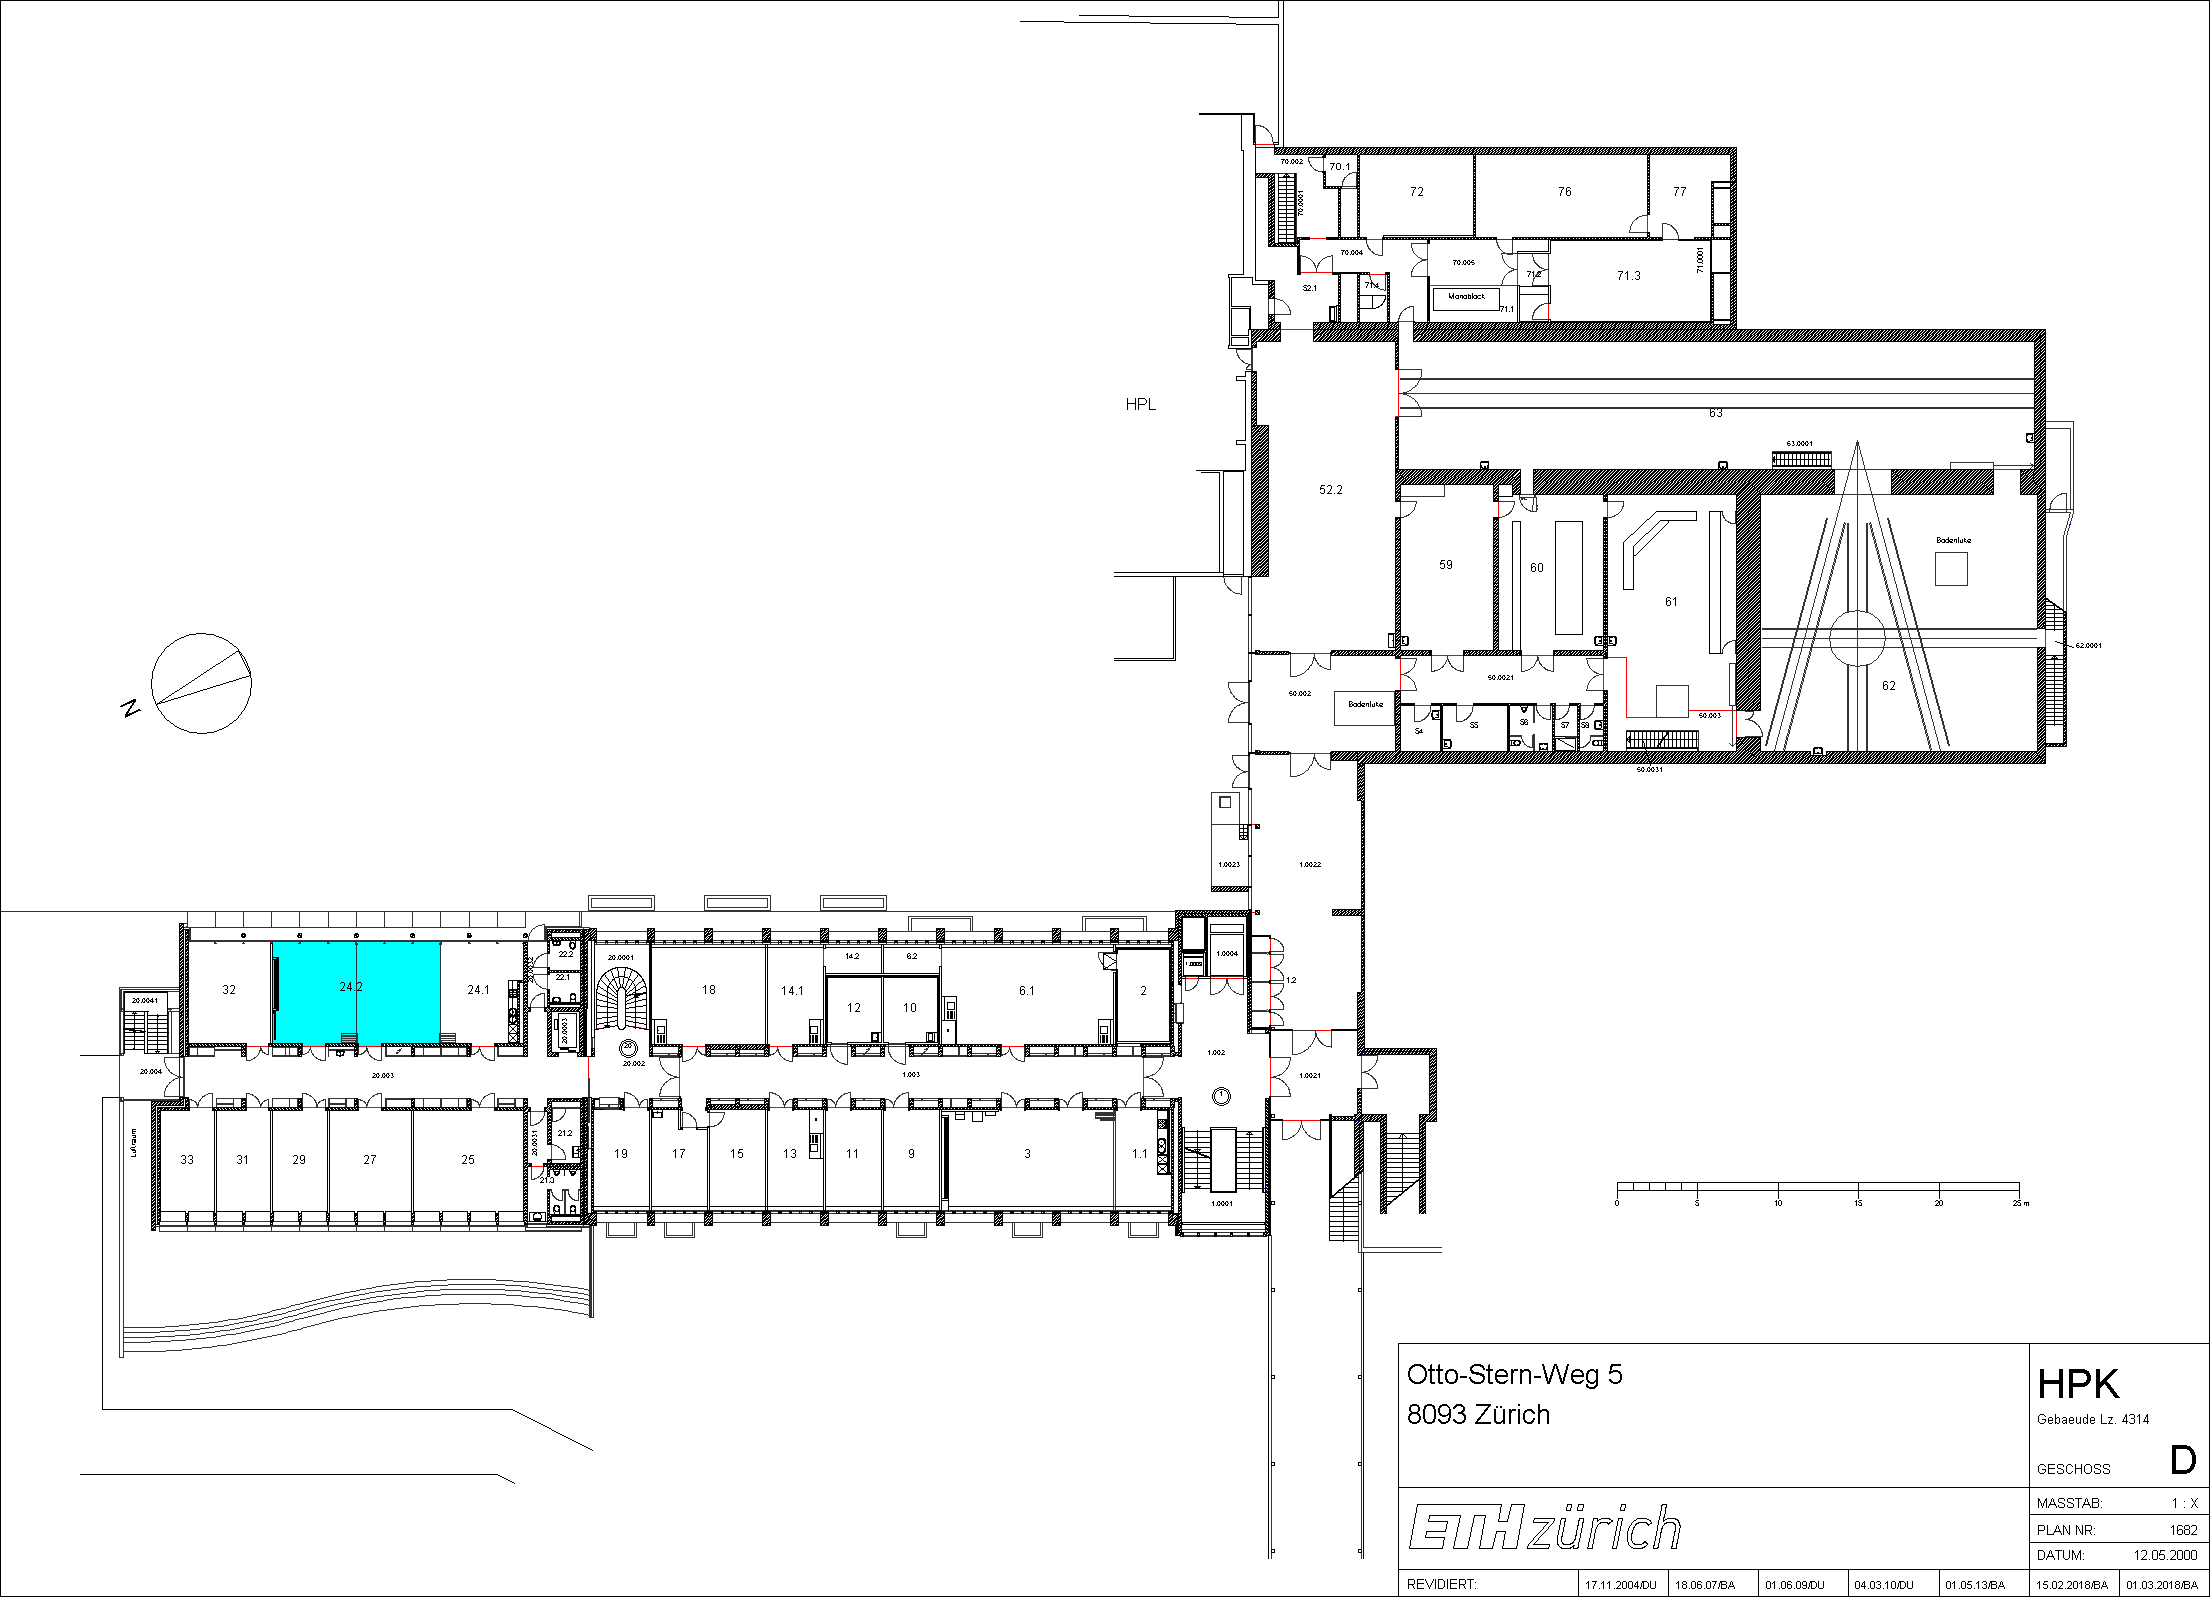 70.002
70.1
72
76
77
70.0001
70.004
70.005
71.2
71.3
71.0001
S2.1
71.4
Monoblock
71.1
HPL
63
63.0001
52.2
59
60
61
Bodenluke
62
62.0001
N
50.002
50.0021
Bodenluke
50.003
S4
S5
S6
S7
S8
50.0031
1.0023
1.0022
32
24.2
24.1
22.2
22.1
20.0001
18
14.1
14.2
6.2
12
10
6.1
2
1.0004
1.2
20.0041
20.0003
20.004
20.003
20.002
1.003
1.002
1.0021
Luftraum
33
31
29
27
25
20.0031
21.2
21.3
19
17
15
13
11
9
3
1.1
1.0001
0 5 10 15 20 25 m
Otto-Stern-Weg 5
8093 Zürich
HPK
Gebaeude Lz. 4314
GESCHOSS D
ETH zürich
MASSTAB: 1 : X
PLAN NR: 1682
DATUM: 12.05.2000
REVIDIERT: 17.11.2004/DU 18.06.07/BA 01.06.09/DU 04.03.10/DU 01.05.13/BA 15.02.2018/BA 01.03.2018/BA